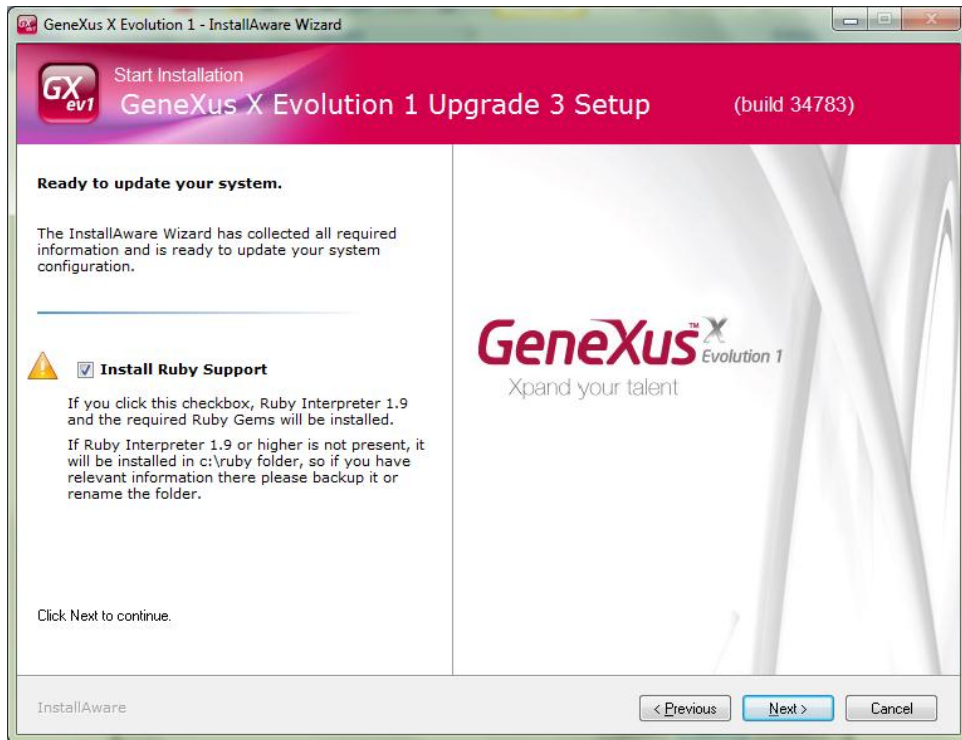 GeneXus X Evolution 1 - InstallAware Wizard
GX
ev1
Start Installation
GeneXus X Evolution 1 Upgrade 3 Setup (build 34783)
Ready to update your system.
The InstallAware Wizard has collected all required
information and is ready to update your system
configuration.
Install Ruby Support
If you click this checkbox, Ruby Interpreter 1.9
and the required Ruby Gems will be installed.
If Ruby Interpreter 1.9 or higher is not present, it
will be installed in c:\ruby folder, so if you have
relevant information there please backup it or
rename the folder.
Click Next to continue.
GeneXus™ X
Evolution 1
Xpand your talent
InstallAware
< Previous Next > Cancel